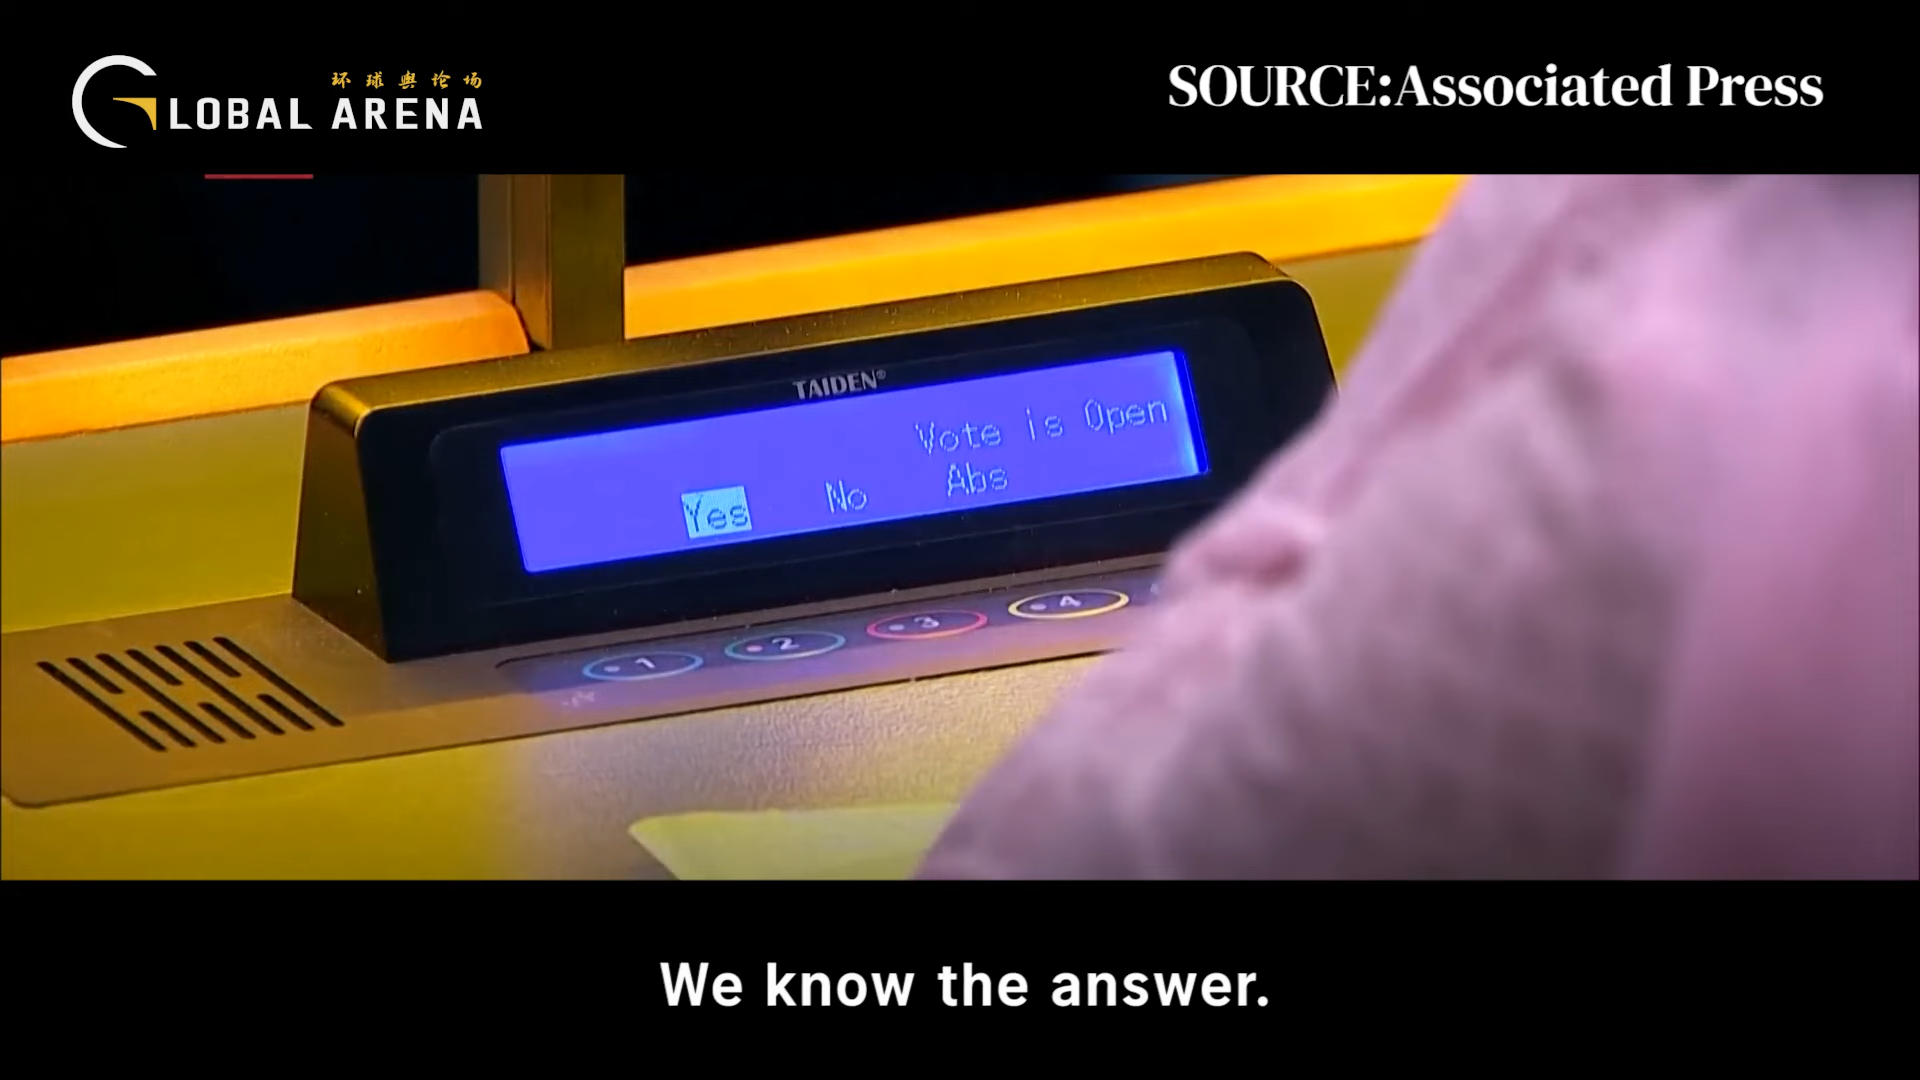 环球舆论场
GLOBAL ARENA
SOURCE:Associated Press
TAIDEN®
Vote is Open
Yes No Abs
1 2 3 4
We know the answer.